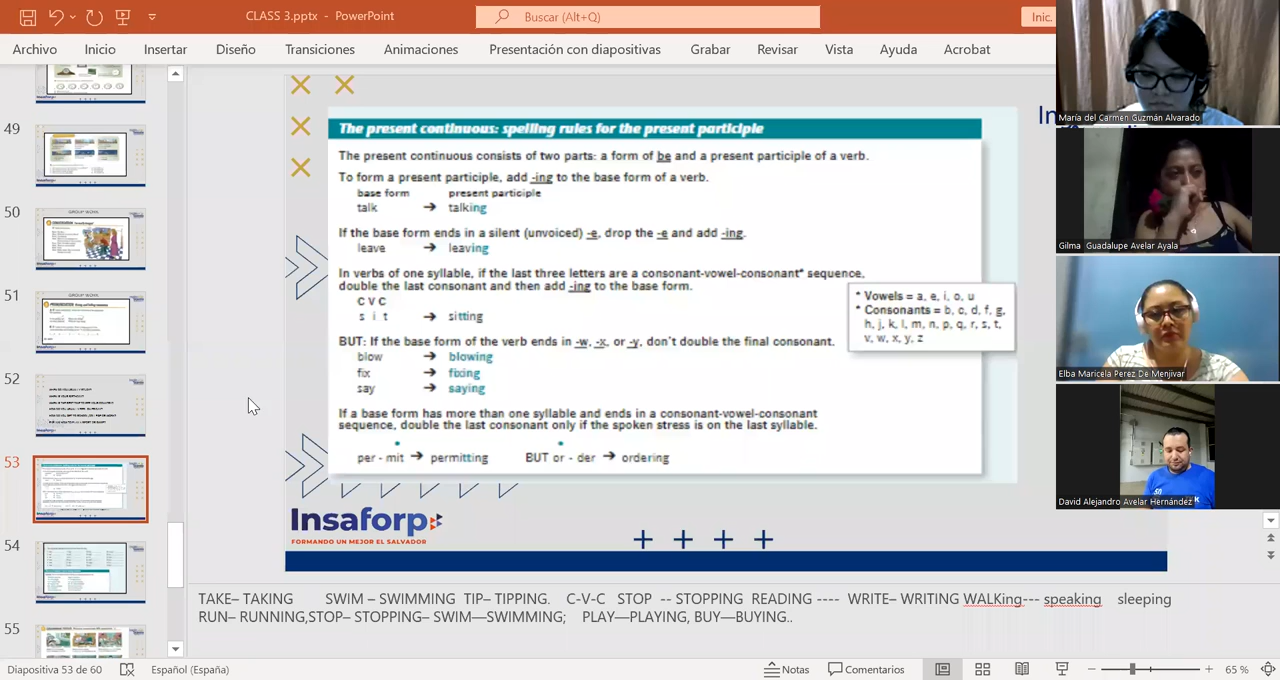 CLASS 3.pptx - PowerPoint
Buscar (Alt+Q)
Inic.
Archivo Inicio Insertar Diseño Transiciones Animaciones Presentación con diapositivas Grabar Revisar Vista Ayuda Acrobat
49
50
51
52
53
54
55
The present continuous: spelling rules for the present participle
The present continuous consists of two parts: a form of be and a present participle of a verb.
To form a present participle, add -ing to the base form of a verb.
base form present participle
talk → talking
If the base form ends in a silent (unvoiced) -e, drop the -e and add -ing.
leave → leaving
In verbs of one syllable, if the last three letters are a consonant-vowel-consonant* sequence,
double the last consonant and then add -ing to the base form.
C V C
s i t → sitting
* Vowels = a, e, i, o, u
* Consonants = b, c, d, f, g,
h, j, k, l, m, n, p, q, r, s, t,
v, w, x, y, z
BUT: If the base form of the verb ends in -w, -x, or -y, don't double the final consonant.
blow → blowing
fix → fixing
say → saying
If a base form has more than one syllable and ends in a consonant-vowel-consonant
sequence, double the last consonant only if the spoken stress is on the last syllable.
per - mit → permitting BUT or - der → ordering
Insaforp
FORMANDO UN MEJOR EL SALVADOR
TAKE– TAKING SWIM – SWIMMING TIP– TIPPING. C-V-C STOP -- STOPPING READING ---- WRITE– WRITING WALKing--- speaking sleeping
RUN– RUNNING,STOP– STOPPING– SWIM—SWIMMING; PLAY—PLAYING, BUY—BUYING..
Diapositiva 53 de 60 Español (España) Notas Comentarios 65 %
María del Carmen Guzmán Alvarado
Gilma Guadalupe Avelar Ayala
Elba Maricela Perez De Menjivar
David Alejandro Avelar Hernández